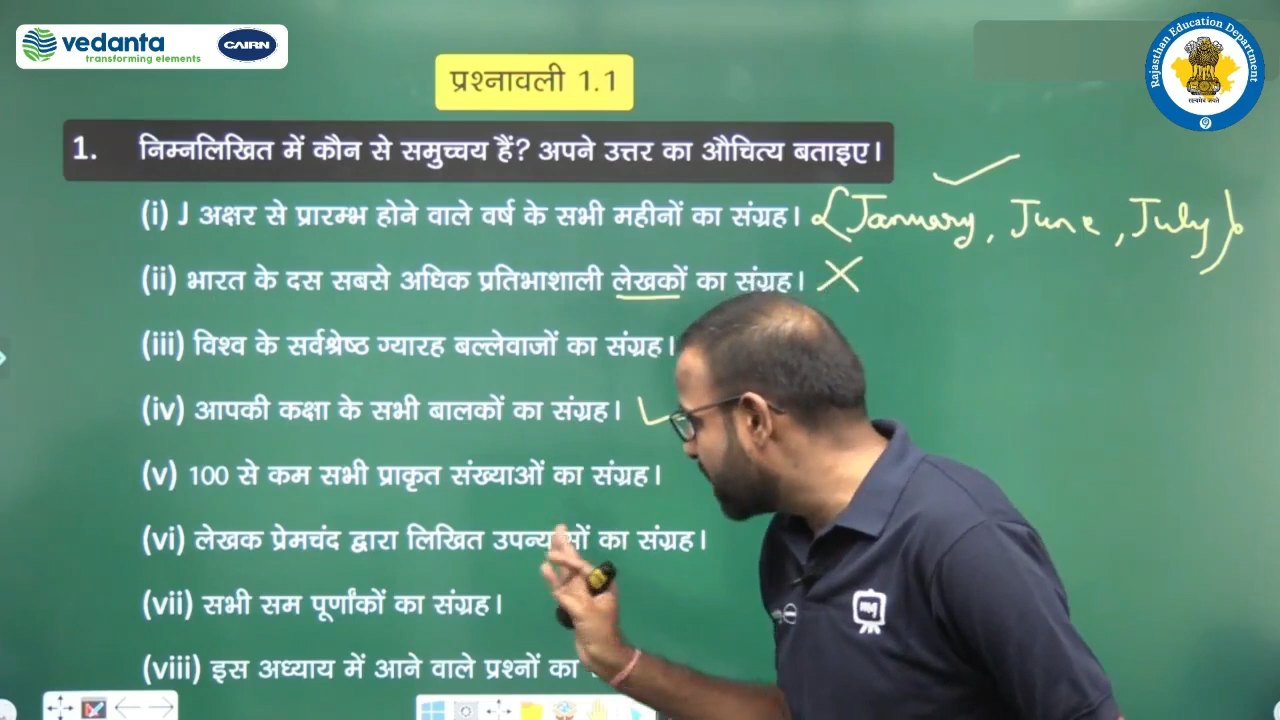 vedanta
transforming elements
CAIRN
Rajasthan Education Department
सत्यमेव जयते
प्रश्नावली 1.1
1. निम्नलिखित में कौन से समुच्चय हैं? अपने उत्तर का औचित्य बताइए।
(i) J अक्षर से प्रारम्भ होने वाले वर्ष के सभी महीनों का संग्रह। {January, June, July}
(ii) भारत के दस सबसे अधिक प्रतिभाशाली लेखकों का संग्रह।
(iii) विश्व के सर्वश्रेष्ठ ग्यारह बल्लेवाजों का संग्रह।
(iv) आपकी कक्षा के सभी बालकों का संग्रह।
(v) 100 से कम सभी प्राकृत संख्याओं का संग्रह।
(vi) लेखक प्रेमचंद द्वारा लिखित उपन्यासों का संग्रह।
(vii) सभी सम पूर्णांकों का संग्रह।
(viii) इस अध्याय में आने वाले प्रश्नों का